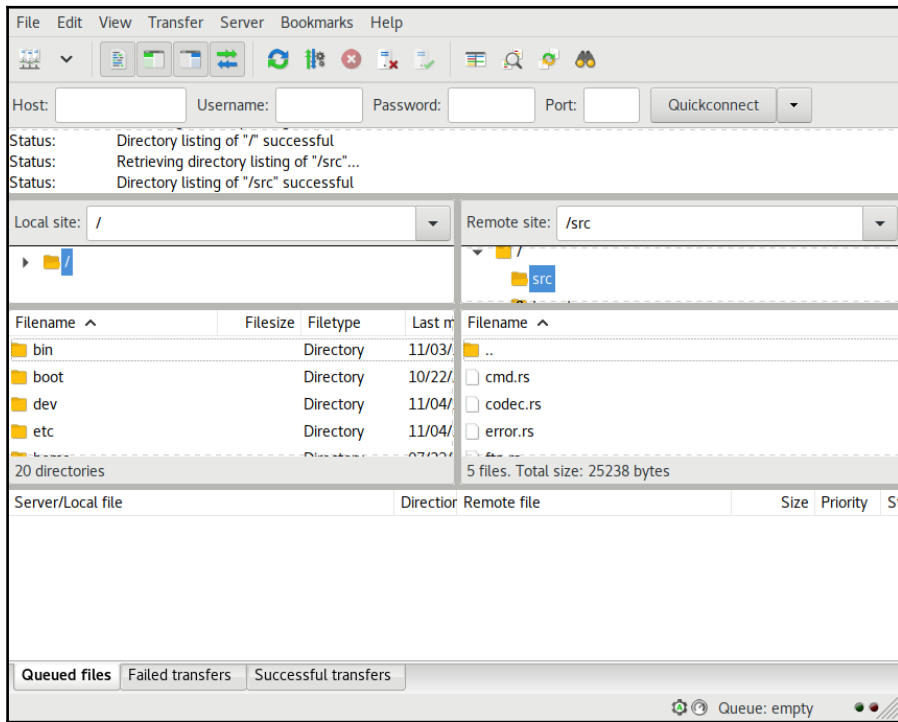 File Edit View Transfer Server Bookmarks Help
Host: Username: Password: Port: Quickconnect
Status: Directory listing of "/" successful
Status: Retrieving directory listing of "/src"...
Status: Directory listing of "/src" successful
Local site: / Remote site: /src
/ /
src
Filename Filesize Filetype Last m Filename
bin Directory 11/03/. ..
boot Directory 10/22/. cmd.rs
dev Directory 11/04/. codec.rs
etc Directory 11/04/. error.rs
20 directories 5 files. Total size: 25238 bytes
Server/Local file Direction Remote file Size Priority St
Queued files Failed transfers Successful transfers
Queue: empty